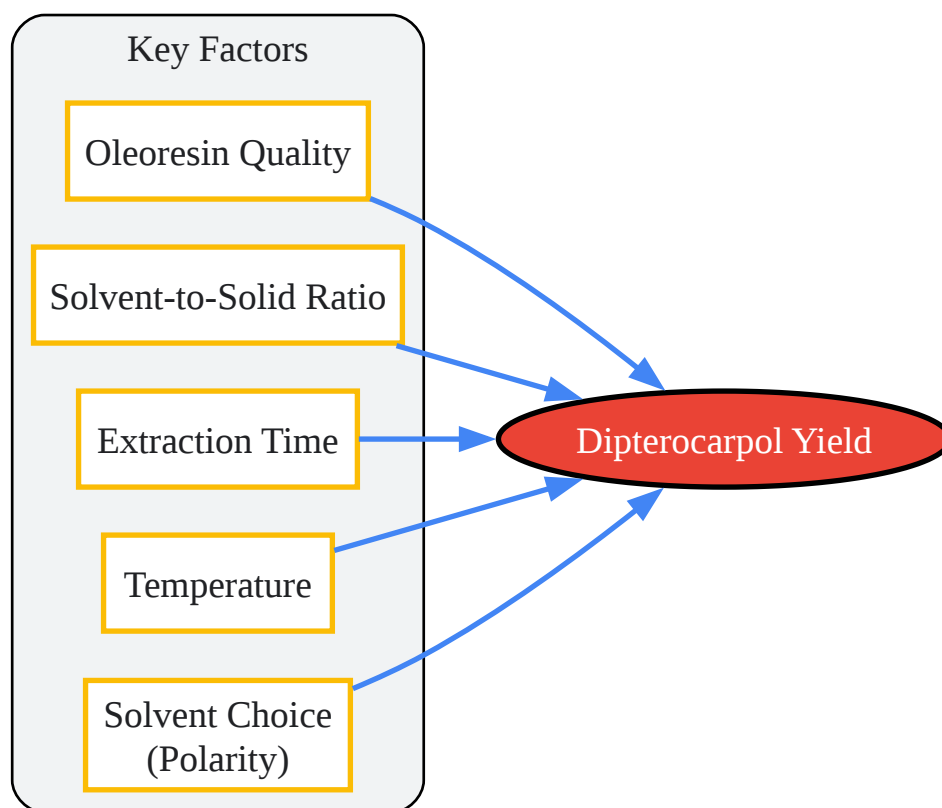 Key Factors
Oleoresin Quality
Solvent-to-Solid Ratio
Extraction Time
Dipterocarpol Yield
Temperature
Solvent Choice
(Polarity)